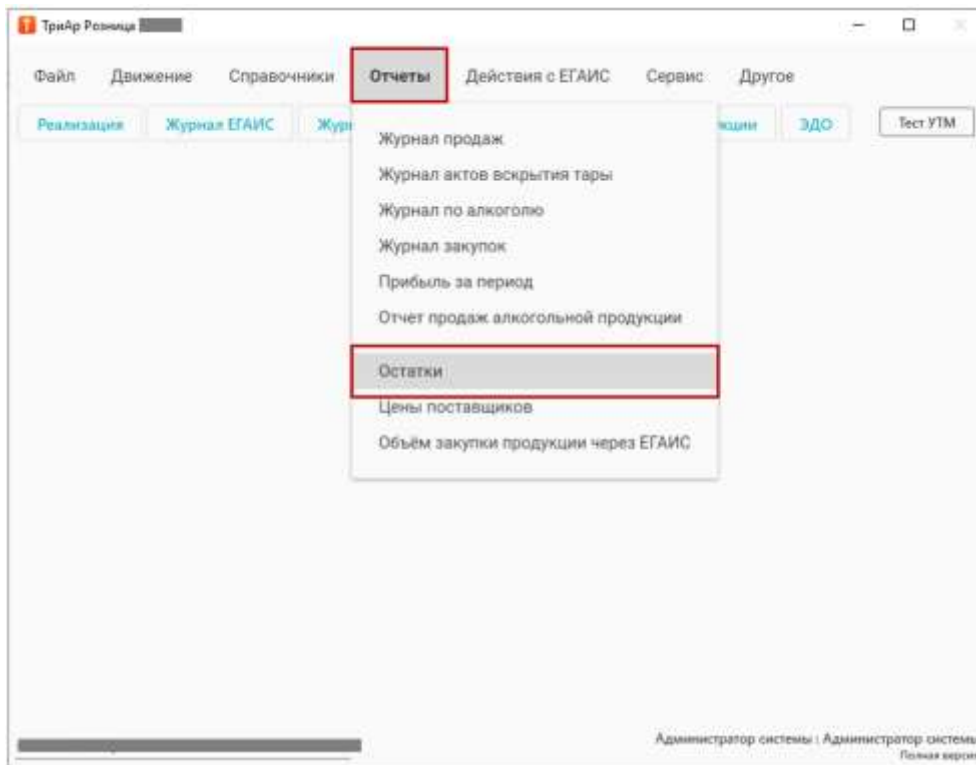 ТриАр Розница
Файл Движение Справочники Отчеты Действия с ЕГАИС Сервис Другое
Реализация Журнал ЕГАИС ЭДО Тест УТМ
Журнал продаж
Журнал актов вскрытия тары
Журнал по алкоголю
Журнал закупок
Прибыль за период
Отчет продаж алкогольной продукции
Остатки
Цены поставщиков
Объём закупки продукции через ЕГАИС
Администратор системы : Администратор системы
Полная версия